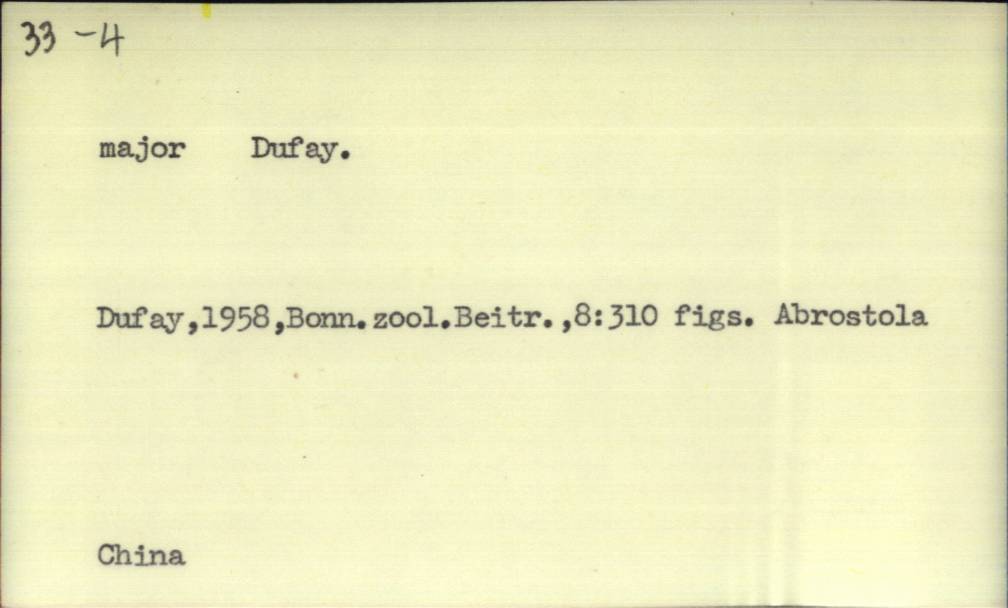 33-4
major Dufay.
Dufay,1958,Bonn.zool.Beitr.,8:310 figs. Abrostola
China